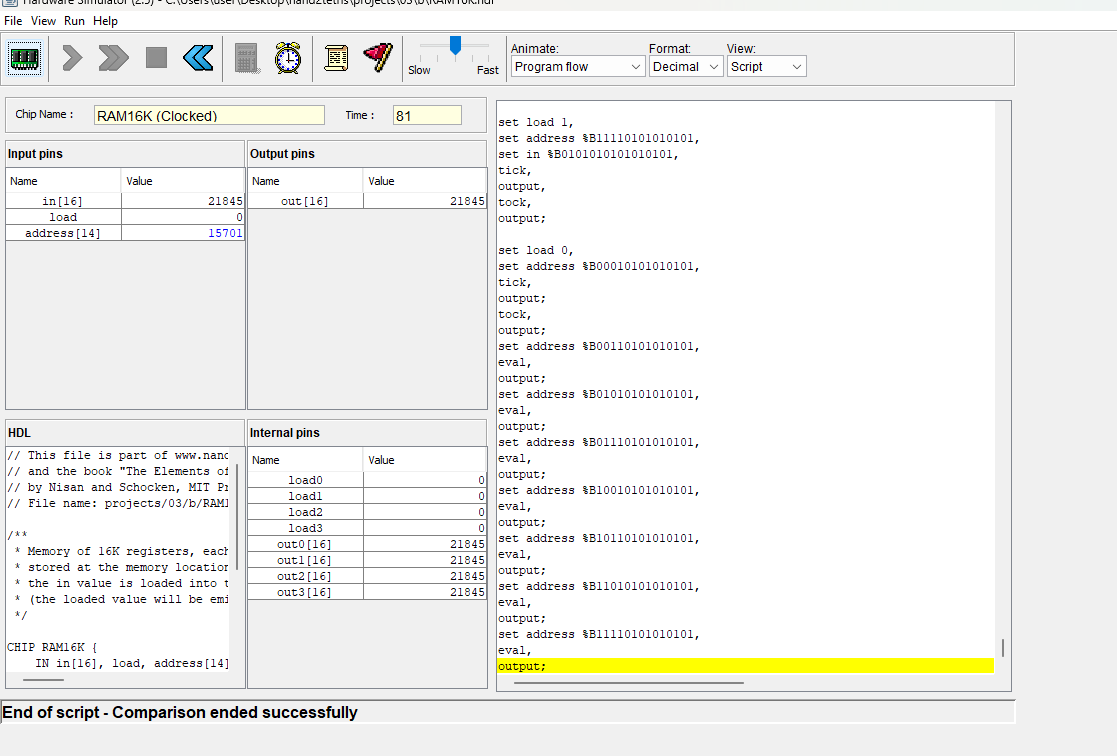 Hardware Simulator (2.5) - C:\Users\user\Desktop\nand2tetris\projects\03\b\RAM16K.hdl
File View Run Help
Slow Fast
Animate:
Program flow
Format:
Decimal
View:
Script
Chip Name :
RAM16K (Clocked)
Time :
81
Input pins
Name Value
in[16] 21845
load 0
address[14] 15701
Output pins
Name Value
out[16] 21845
HDL
// This file is part of www.nand
// and the book "The Elements of
// by Nisan and Schocken, MIT Pr
// File name: projects/03/b/RAM1
/**
* Memory of 16K registers, each
* stored at the memory location
* the in value is loaded into t
* (the loaded value will be emi
*/
CHIP RAM16K {
IN in[16], load, address[14]
Internal pins
Name Value
load0 0
load1 0
load2 0
load3 0
out0[16] 21845
out1[16] 21845
out2[16] 21845
out3[16] 21845
set load 1,
set address %B11110101010101,
set in %B0101010101010101,
tick,
output,
tock,
output;
set load 0,
set address %B00010101010101,
tick,
output;
tock,
output;
set address %B00110101010101,
eval,
output;
set address %B01010101010101,
eval,
output;
set address %B01110101010101,
eval,
output;
set address %B10010101010101,
eval,
output;
set address %B10110101010101,
eval,
output;
set address %B11010101010101,
eval,
output;
set address %B11110101010101,
eval,
output;
End of script - Comparison ended successfully